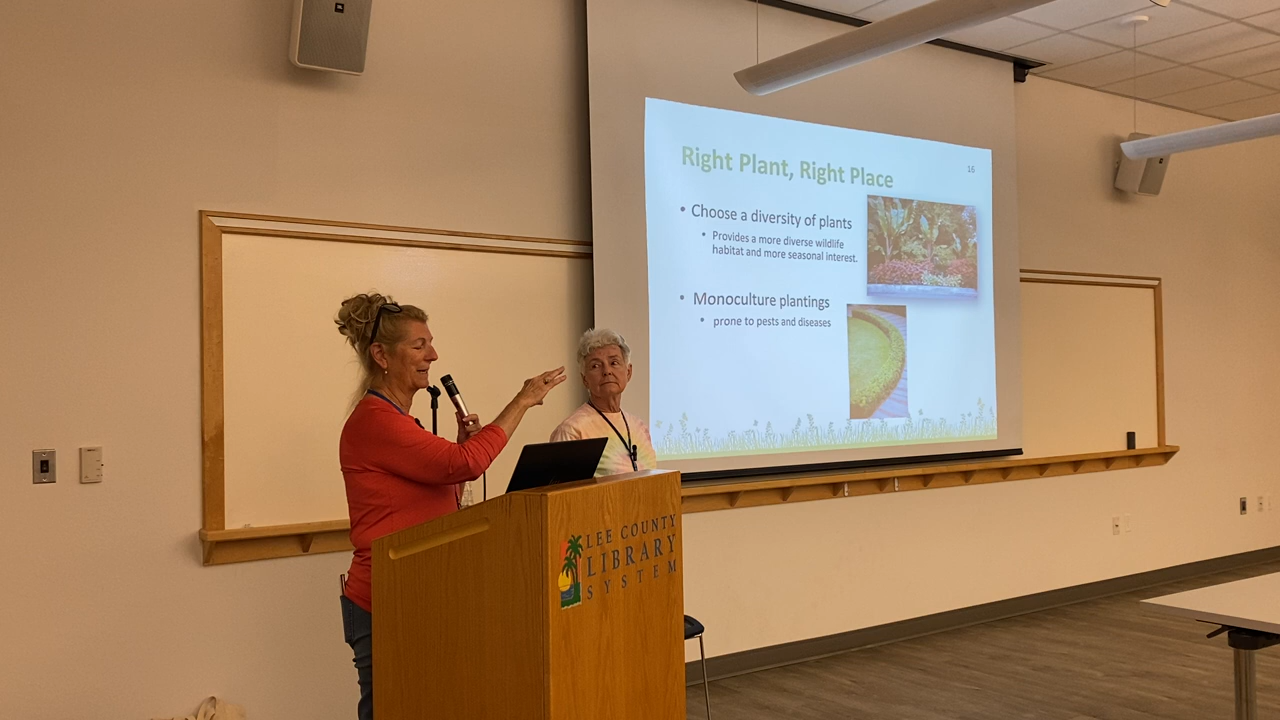 Right Plant, Right Place
16
• Choose a diversity of plants
• Provides a more diverse wildlife
habitat and more seasonal interest.
• Monoculture plantings
• prone to pests and diseases
LEE COUNTY
LIBRARY
SYSTEM
JBL